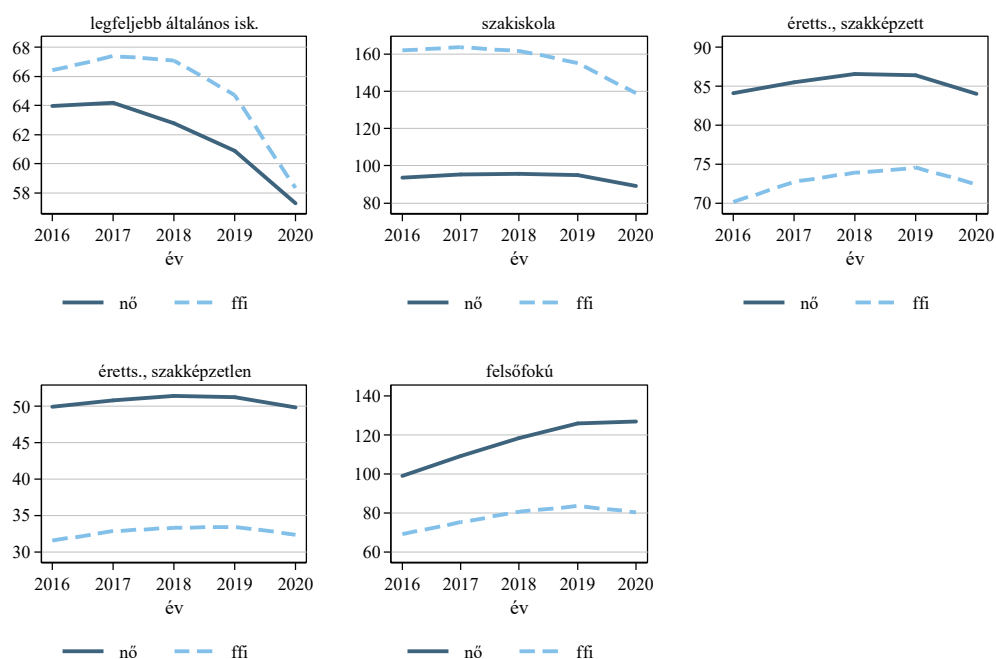 legfeljebb általános isk.
68
66
64
62
60
58
2016 2017 2018 2019 2020
év
nő ffi
szakiskola
160
140
120
100
80
2016 2017 2018 2019 2020
év
nő ffi
éretts., szakképzett
90
85
80
75
70
2016 2017 2018 2019 2020
év
nő ffi
éretts., szakképzetlen
50
45
40
35
30
2016 2017 2018 2019 2020
év
nő ffi
felsőfokú
140
120
100
80
60
2016 2017 2018 2019 2020
év
nő ffi